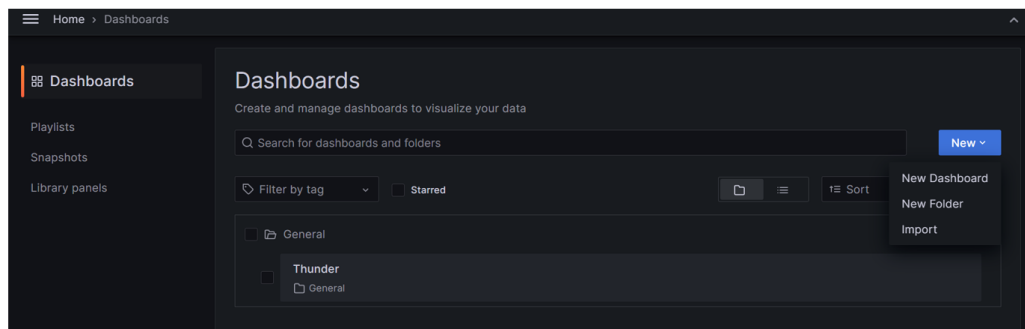 Home › Dashboards
Dashboards
Playlists
Snapshots
Library panels
Dashboards
Create and manage dashboards to visualize your data
Search for dashboards and folders
New
New Dashboard
New Folder
Import
Filter by tag
Starred
Sort
General
Thunder
General